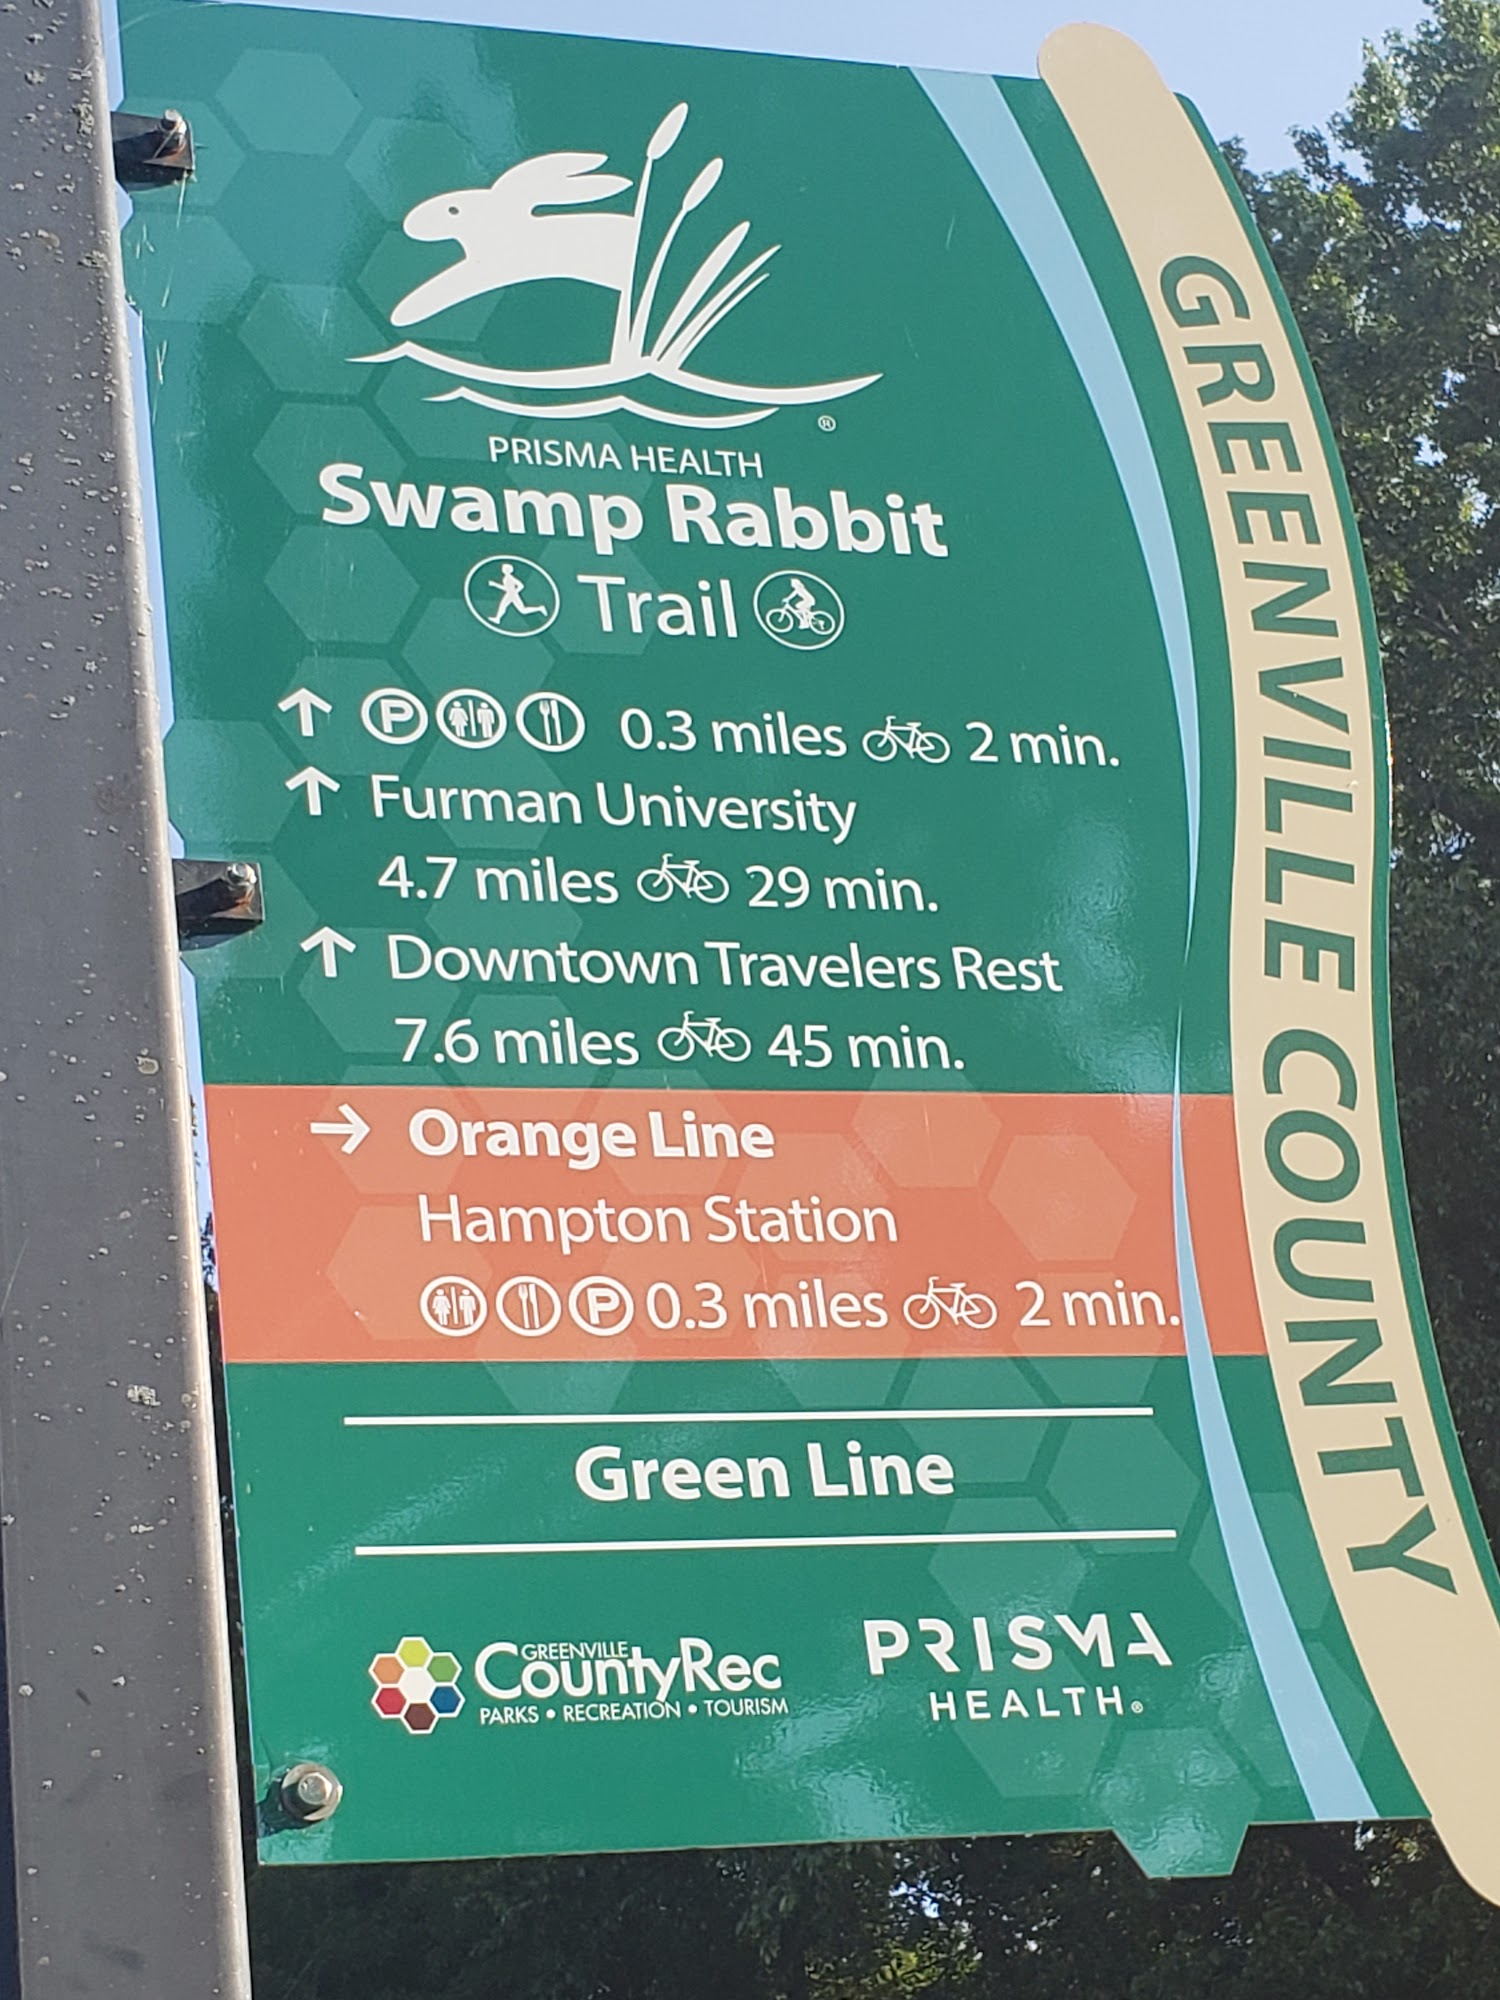 PRISMA HEALTH
Swamp Rabbit
Trail
P 0.3 miles 2 min.
Furman University
4.7 miles 29 min.
Downtown Travelers Rest
7.6 miles 45 min.
Orange Line
Hampton Station
P 0.3 miles 2 min.
Green Line
GREENVILLE
CountyRec
PARKS • RECREATION • TOURISM
PRISMA
HEALTH®
GREENVILLE COUNTY